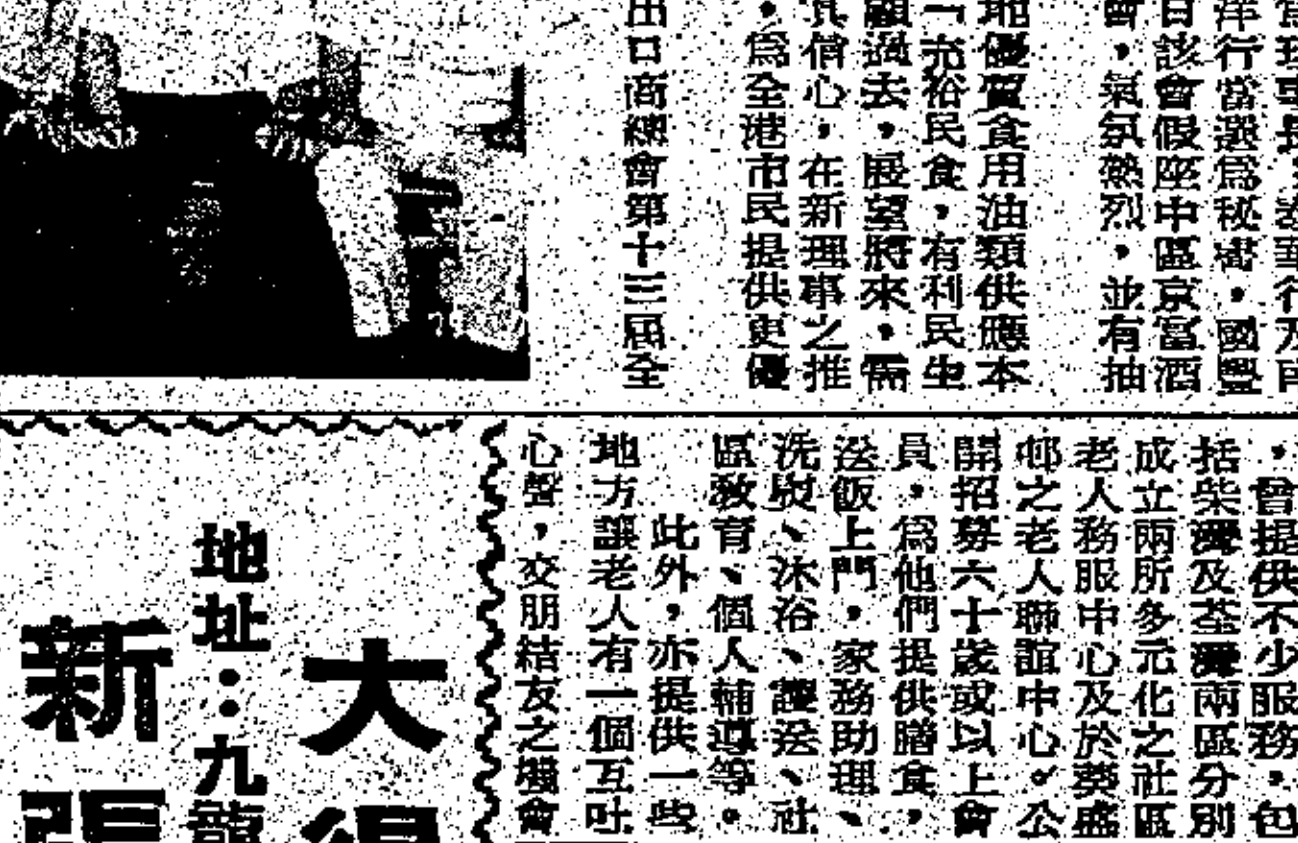 洋行當選爲秘書,國豐
日該會假座中區京富酒
會,氣氛熱烈,並有抽
地優質食用油類供應本
「充裕民食,有利民生
顧過去,展望將來,需
其信心,在新理事之推
,爲全港市民提供更優
出口商總會第十三屆全
,曾提供不少服務,包
括柴灣及荃灣兩區分別
成立兩所多元化之社區
老人務服中心及於葵盛
邨之老人聯誼中心。公
開招募六十歲或以上會
員,爲他們提供膳食,
送飯上門,家務助理、
洗熨、沐浴、護送、社
區敎育、個人輔導等。
此外,亦提供一些
地方讓老人有一個互吐
心聲,交朋結友之機會
大
地址:九龍
新張